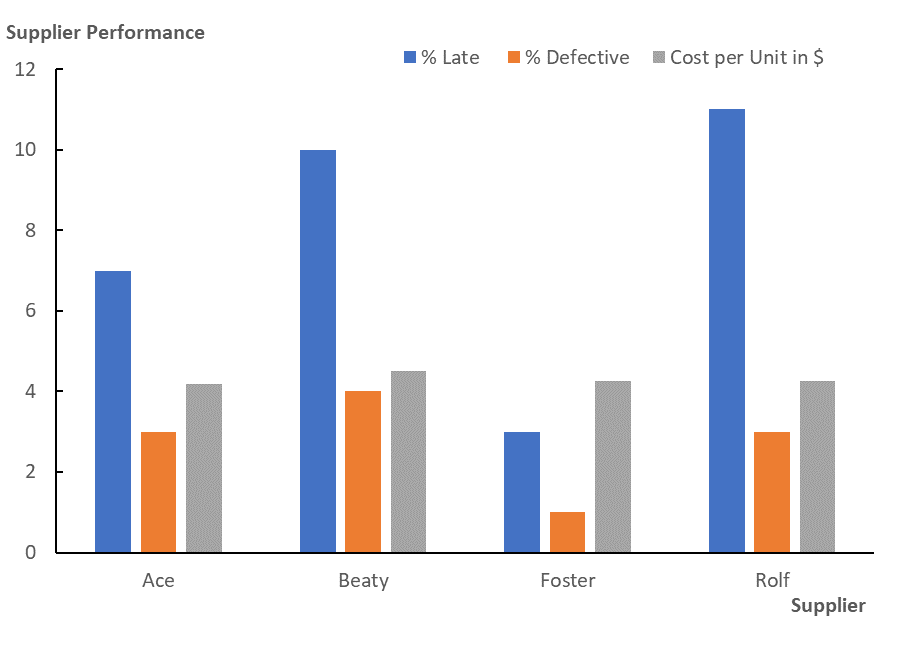 Supplier Performance
% Late % Defective Cost per Unit in $
12
10
8
6
4
2
0
Ace Beaty Foster Rolf
Supplier